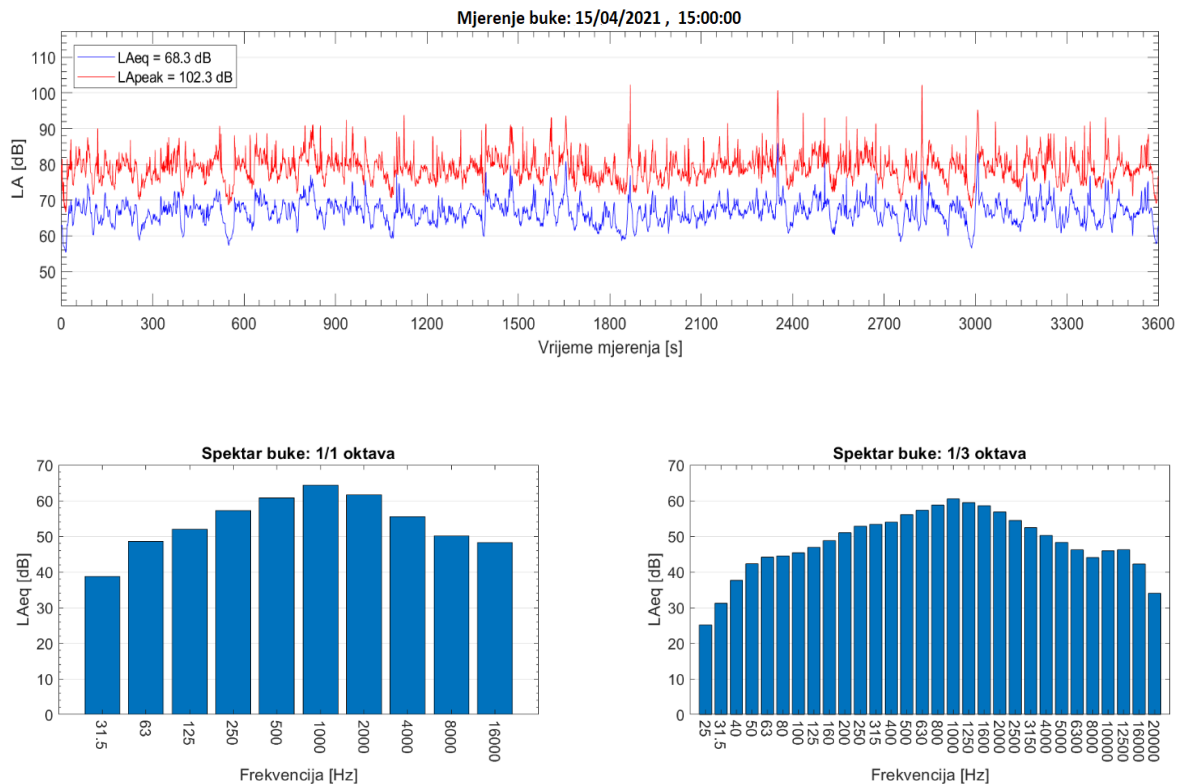 Mjerenje buke: 15/04/2021 , 15:00:00
LAeq = 68.3 dB
LApeak = 102.3 dB
LA [dB]
110
100
90
80
70
60
50
0 300 600 900 1200 1500 1800 2100 2400 2700 3000 3300 3600
Vrijeme mjerenja [s]
Spektar buke: 1/1 oktava
LAeq [dB]
70
60
50
40
30
20
10
0
31.5 63 125 250 500 1000 2000 4000 8000 16000
Frekvencija [Hz]
Spektar buke: 1/3 oktava
LAeq [dB]
70
60
50
40
30
20
10
0
25 31.5 40 50 63 80 100 125 160 200 250 315 400 500 630 800 1000 1250 1600 2000 2500 3150 4000 5000 6300 8000 10000 12500 16000 20000
Frekvencija [Hz]